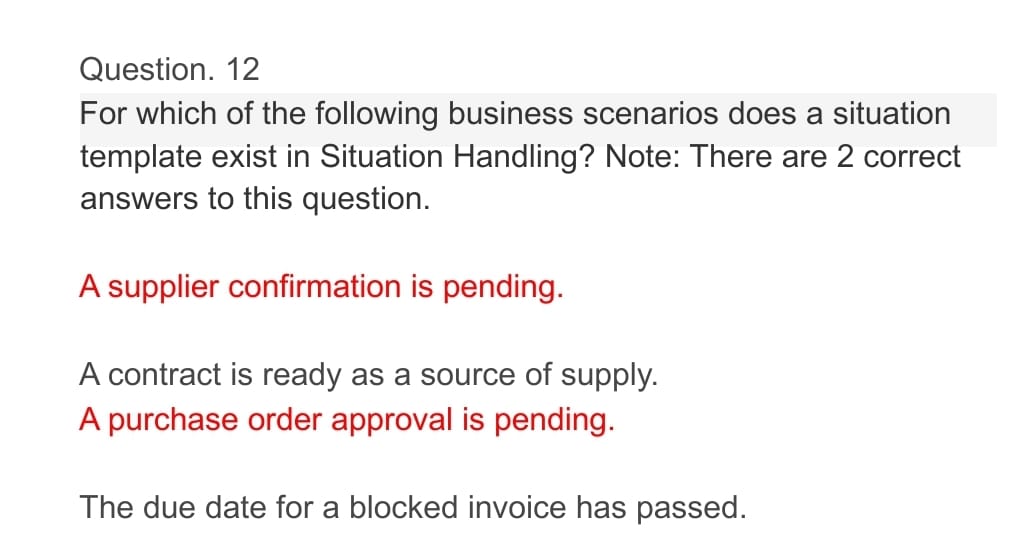 Question. 12
For which of the following business scenarios does a situation
template exist in Situation Handling? Note: There are 2 correct
answers to this question.
A supplier confirmation is pending.
A contract is ready as a source of supply.
A purchase order approval is pending.
The due date for a blocked invoice has passed.